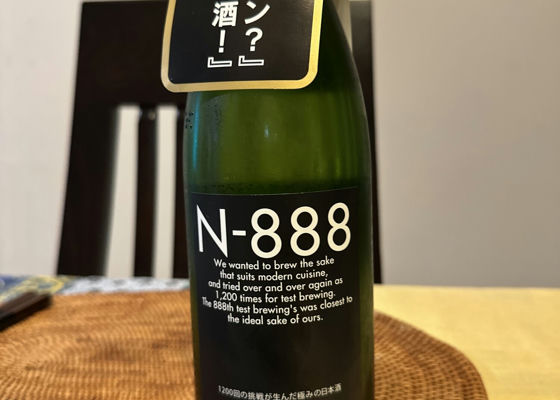 ン?』
酒!』
N-888
We wanted to brew the sake
that suits modern cuisine,
and tried over and over again as
1,200 times for test brewing.
The 888th test brewing's was closest to
the ideal sake of ours.
1200回の挑戦が生んだ極みの日本酒